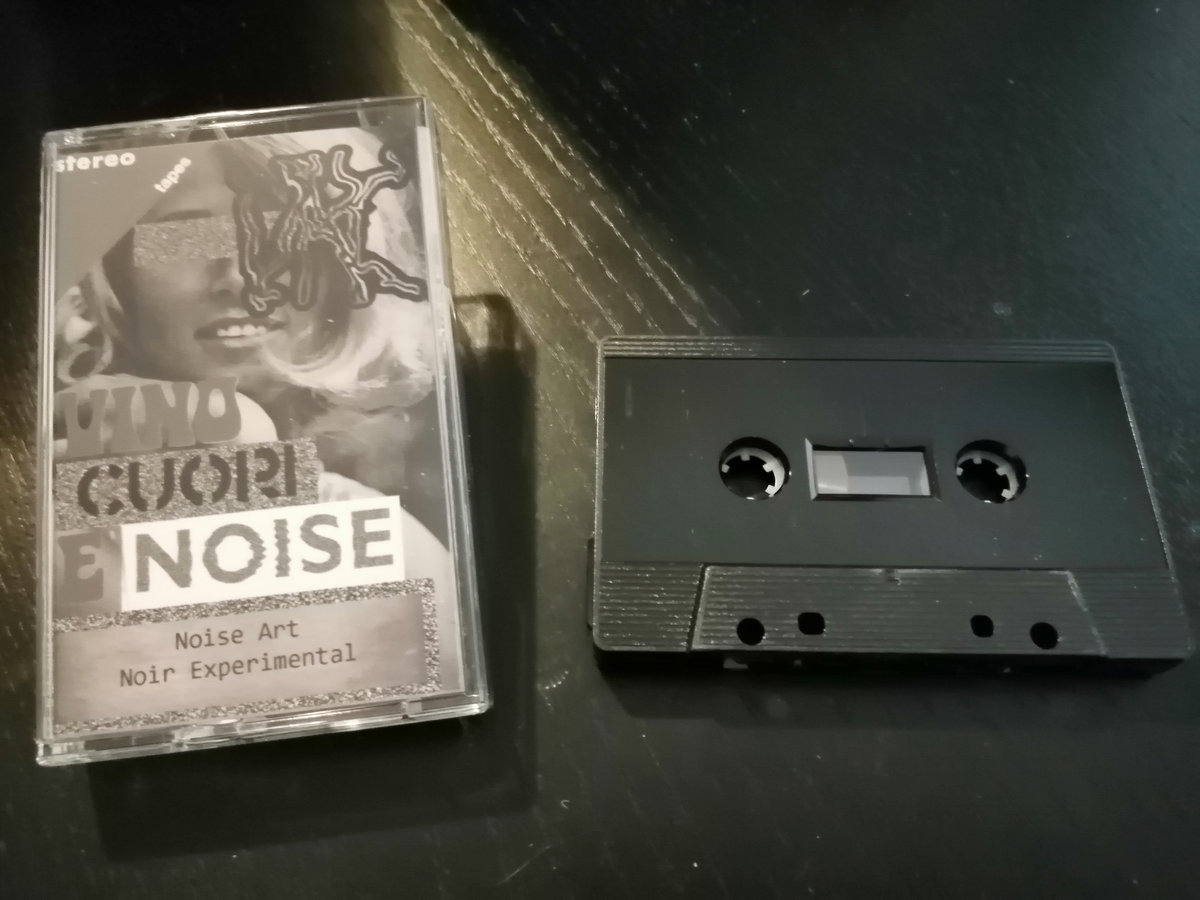 stereo
tapes
VINO
CUORI
E NOISE
Noise Art
Noir Experimental